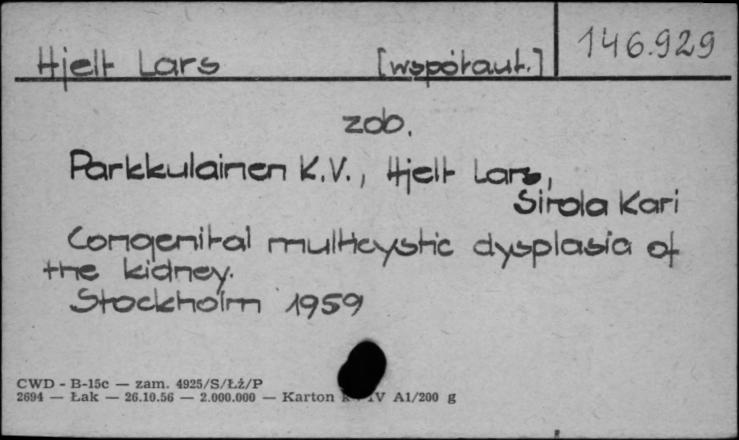 Hjelt Lars [współaut.] 146.929
zob.
Parkkulainen K.V., Hjelt Lars,
Sirola Kari
Congenital multicystic dysplasia of
the kidney.
Stockholm 1959
CWD - B-15c — zam. 4925/S/Łż/P
2694 — Łak — 26.10.56 — 2.000.000 — Karton IV A1/200 g